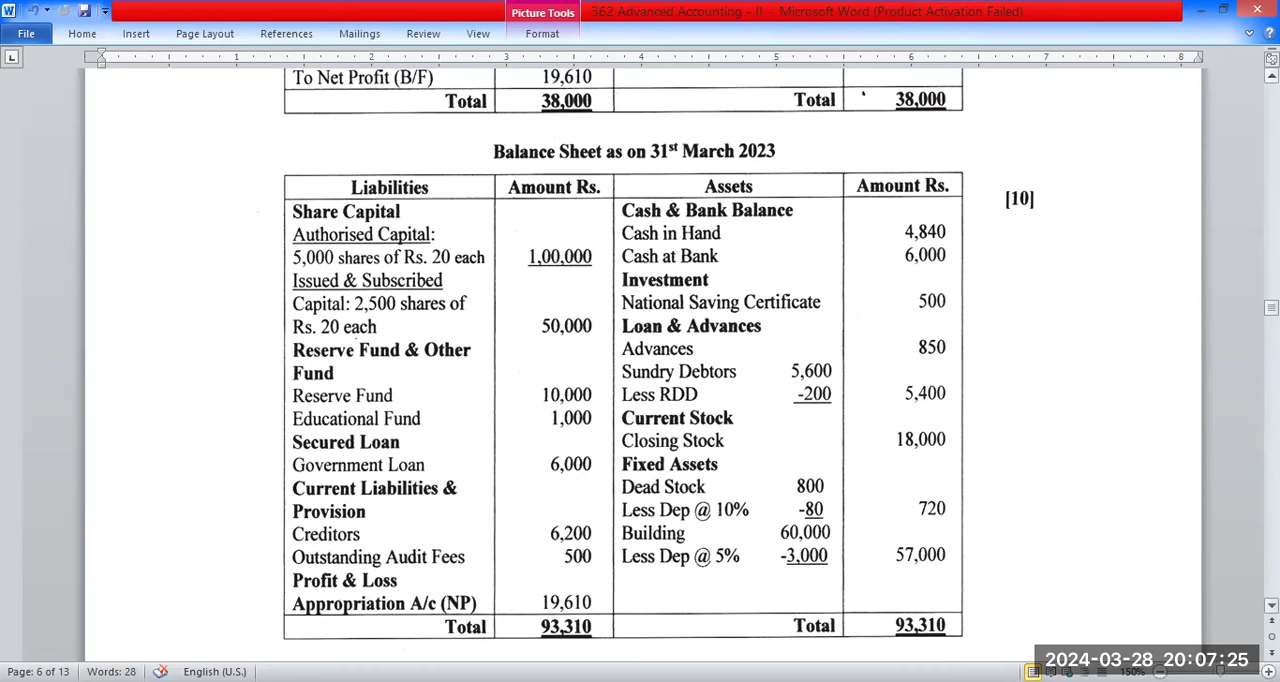 Picture Tools
362 Advanced Accounting - II - Microsoft Word (Product Activation Failed)
File Home Insert Page Layout References Mailings Review View Format
1 2 3 4 5 6 7 8
To Net Profit (B/F) 19,610
Total 38,000 Total 38,000
Balance Sheet as on 31st March 2023
Liabilities Amount Rs. Assets Amount Rs.
[10]
Share Capital Cash & Bank Balance
Authorised Capital: Cash in Hand 4,840
5,000 shares of Rs. 20 each 1,00,000 Cash at Bank 6,000
Issued & Subscribed Investment
Capital: 2,500 shares of National Saving Certificate 500
Rs. 20 each 50,000 Loan & Advances
Reserve Fund & Other Advances 850
Fund Sundry Debtors 5,600
Reserve Fund 10,000 Less RDD -200 5,400
Educational Fund 1,000 Current Stock
Secured Loan Closing Stock 18,000
Government Loan 6,000 Fixed Assets
Current Liabilities & Dead Stock 800
Provision Less Dep @ 10% -80 720
Creditors 6,200 Building 60,000
Outstanding Audit Fees 500 Less Dep @ 5% -3,000 57,000
Profit & Loss
Appropriation A/c (NP) 19,610
Total 93,310 Total 93,310
2024-03-28 20:07:25
Page: 6 of 13 Words: 28 English (U.S.) 150%